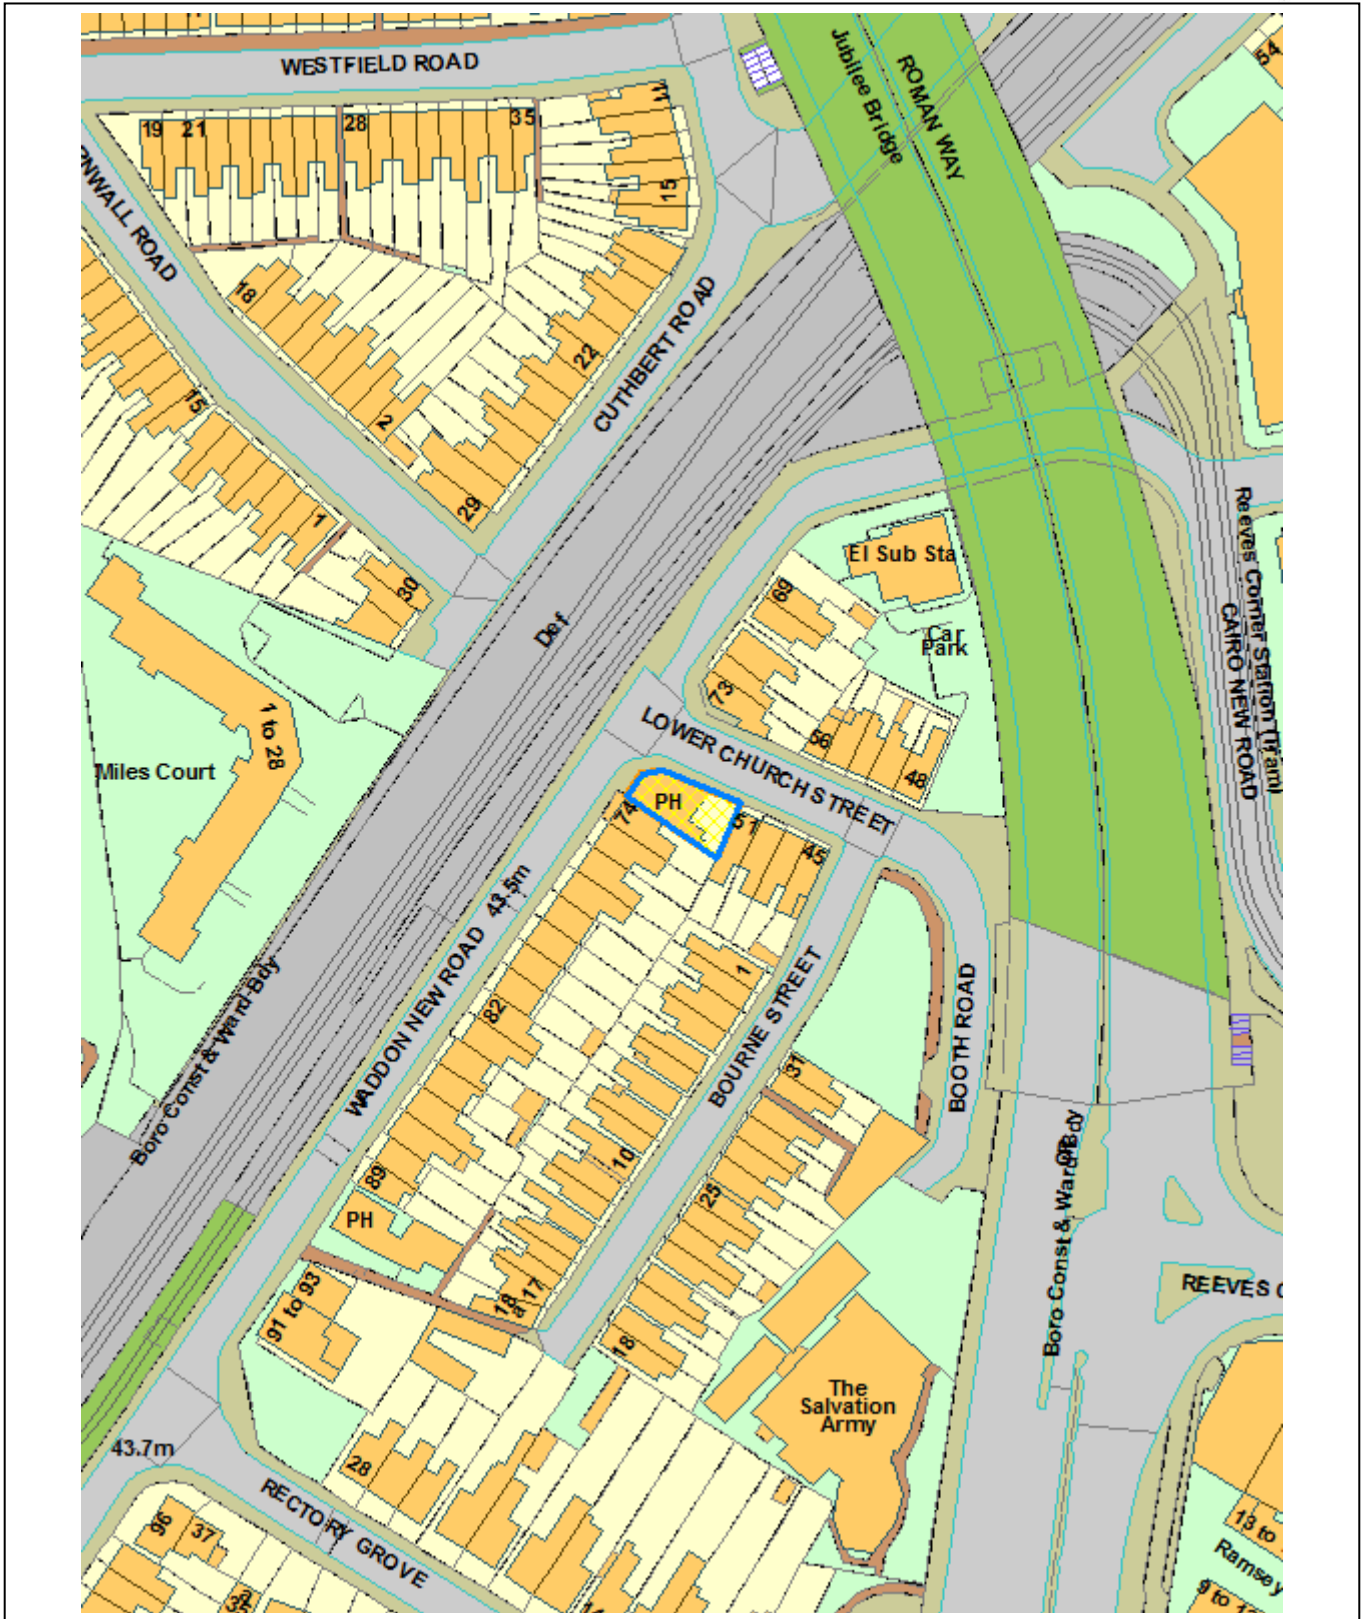 54
WESTFIELD ROAD
Jubilee Bridge
ROMAN WAY
11
19
21
28
35
15
RNWALL ROAD
18
22
CUTHBERT ROAD
15
2
29
1
30
Def
El Sub Sta
69
Car
Park
Reeves Corner Station (Tram)
CAIRO NEW ROAD
73
56
48
LOWER CHURCH STREET
1 to 28
Miles Court
PH
74
51
45
43.5m
WADDON NEW ROAD
82
1
BOURNE STREET
BOOTH ROAD
Boro Const & Ward Bdy
31
10
25
89
PH
18
a
17
91 to 93
18
Boro Const & Ward Bdy
REEVES C
The
Salvation
Army
43.7m
28
RECTORY GROVE
96
37
35
13 to
Ramsey
9 to